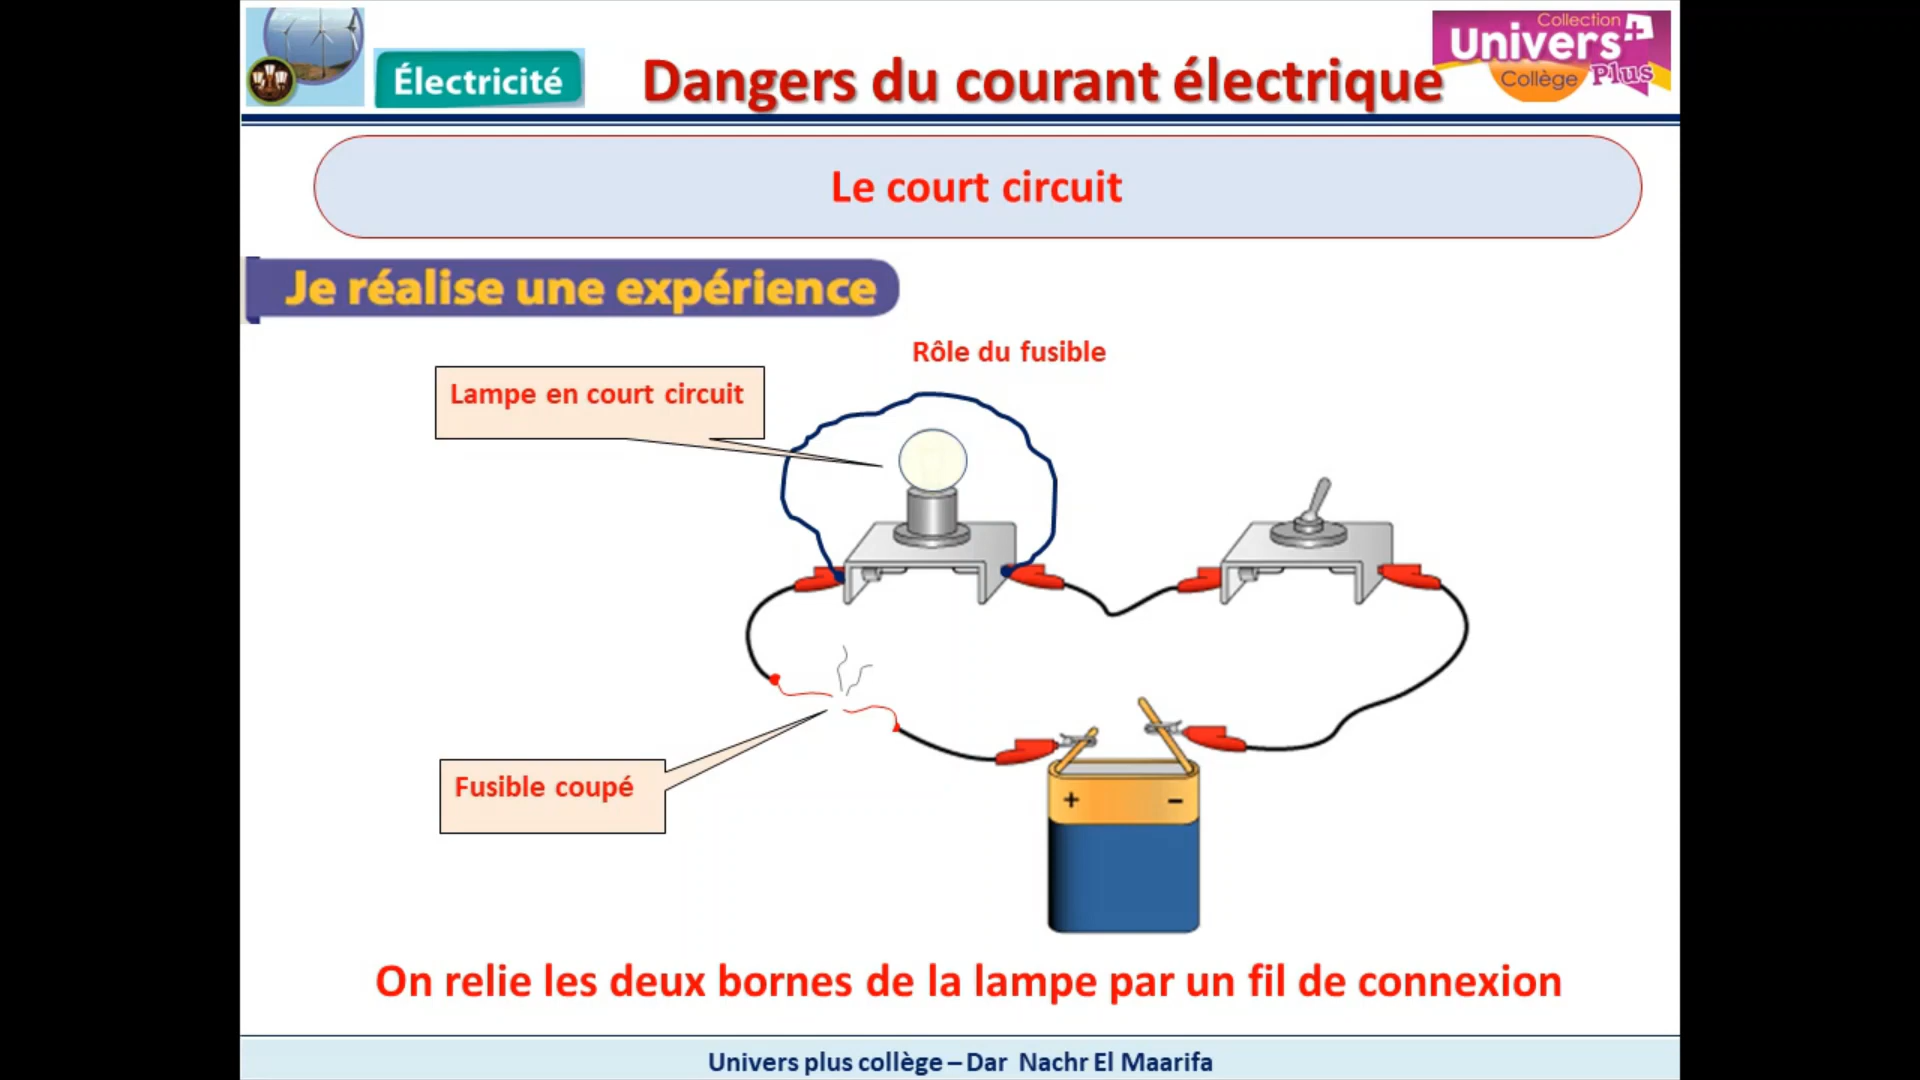 Électricité
Dangers du courant électrique
Collection
Univers
Collège Plus
Le court circuit
Je réalise une expérience
Rôle du fusible
Lampe en court circuit
Fusible coupé
+ −
On relie les deux bornes de la lampe par un fil de connexion
Univers plus collège – Dar Nachr El Maarifa